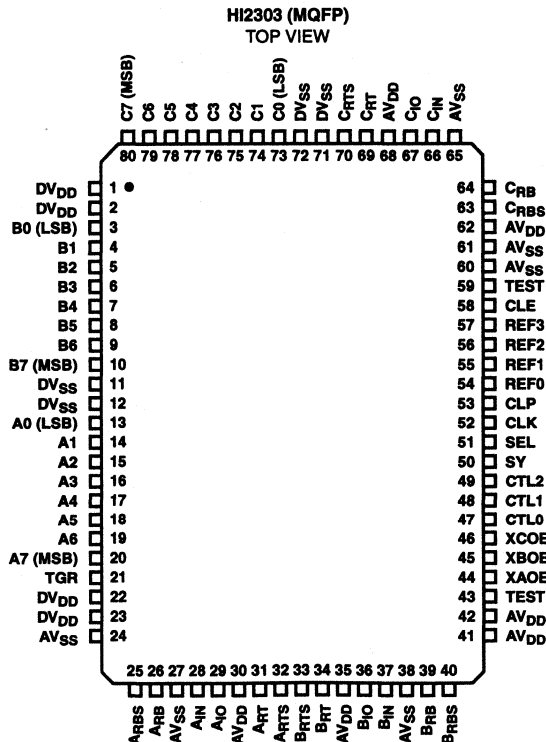 HI2303 (MQFP)
TOP VIEW
C7 (MSB) C6 C5 C4 C3 C2 C1 C0 (LSB) DVSS DVSS CRTS CRT AVDD CIO CIN AVSS
80 79 78 77 76 75 74 73 72 71 70 69 68 67 66 65
DVDD 1 64 CRB
DVDD 2 63 CRBS
B0 (LSB) 3 62 AVDD
B1 4 61 AVSS
B2 5 60 AVSS
B3 6 59 TEST
B4 7 58 CLE
B5 8 57 REF3
B6 9 56 REF2
B7 (MSB) 10 55 REF1
DVSS 11 54 REF0
DVSS 12 53 CLP
A0 (LSB) 13 52 CLK
A1 14 51 SEL
A2 15 50 SY
A3 16 49 CTL2
A4 17 48 CTL1
A5 18 47 CTL0
A6 19 46 XCOE
A7 (MSB) 20 45 XBOE
TGR 21 44 XAOE
DVDD 22 43 TEST
DVDD 23 42 AVDD
AVSS 24 41 AVDD
25 26 27 28 29 30 31 32 33 34 35 36 37 38 39 40
ARBS ARB AVSS AIN AIO AVDD ART ARTS BRTS BRT AVDD BIO BIN AVSS BRB BRBS